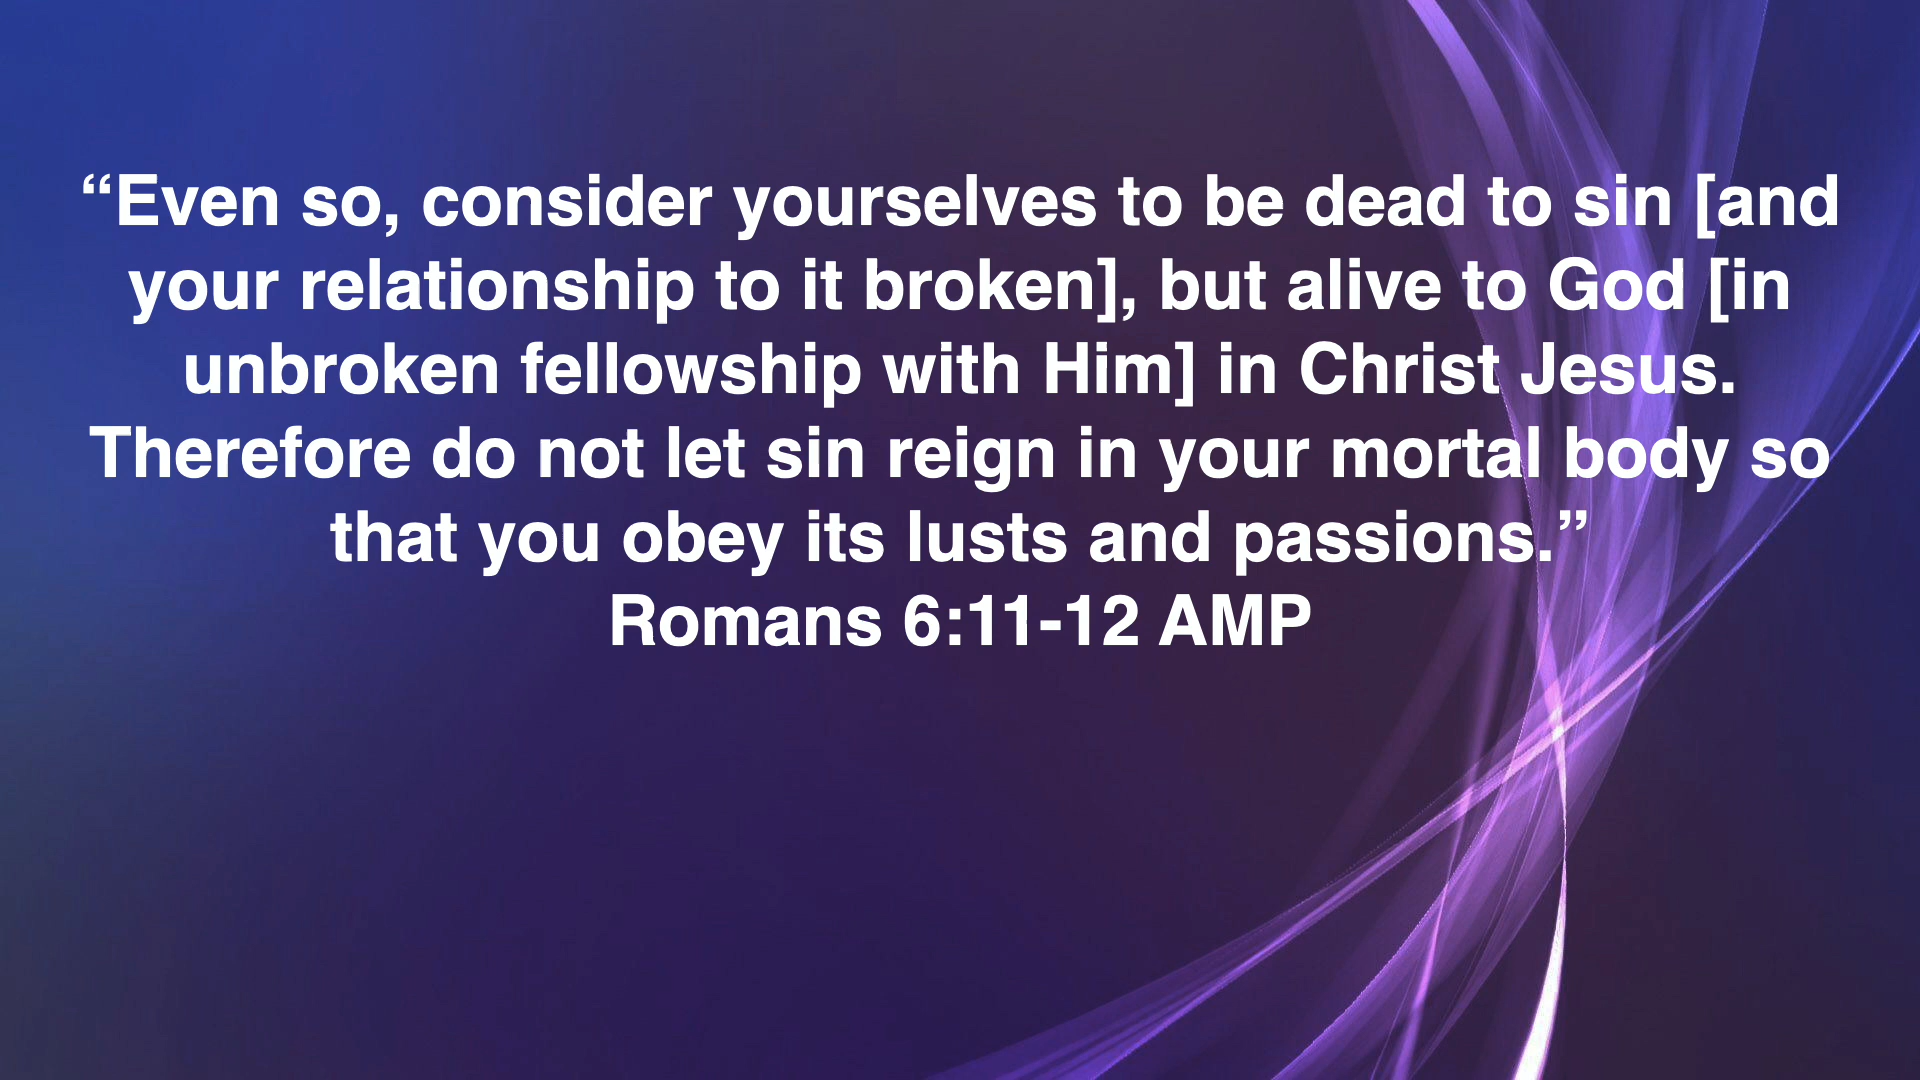 “Even so, consider yourselves to be dead to sin [and
your relationship to it broken], but alive to God [in
unbroken fellowship with Him] in Christ Jesus.
Therefore do not let sin reign in your mortal body so
that you obey its lusts and passions.”
Romans 6:11-12 AMP